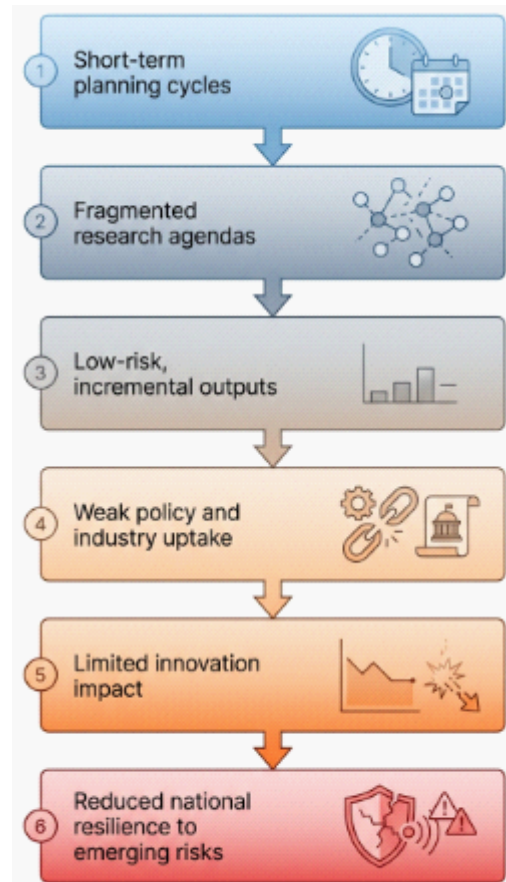 1
Short-term
planning cycles
2
Fragmented
research agendas
3
Low-risk,
incremental outputs
4
Weak policy and
industry uptake
5
Limited innovation
impact
6
Reduced national
resilience to
emerging risks